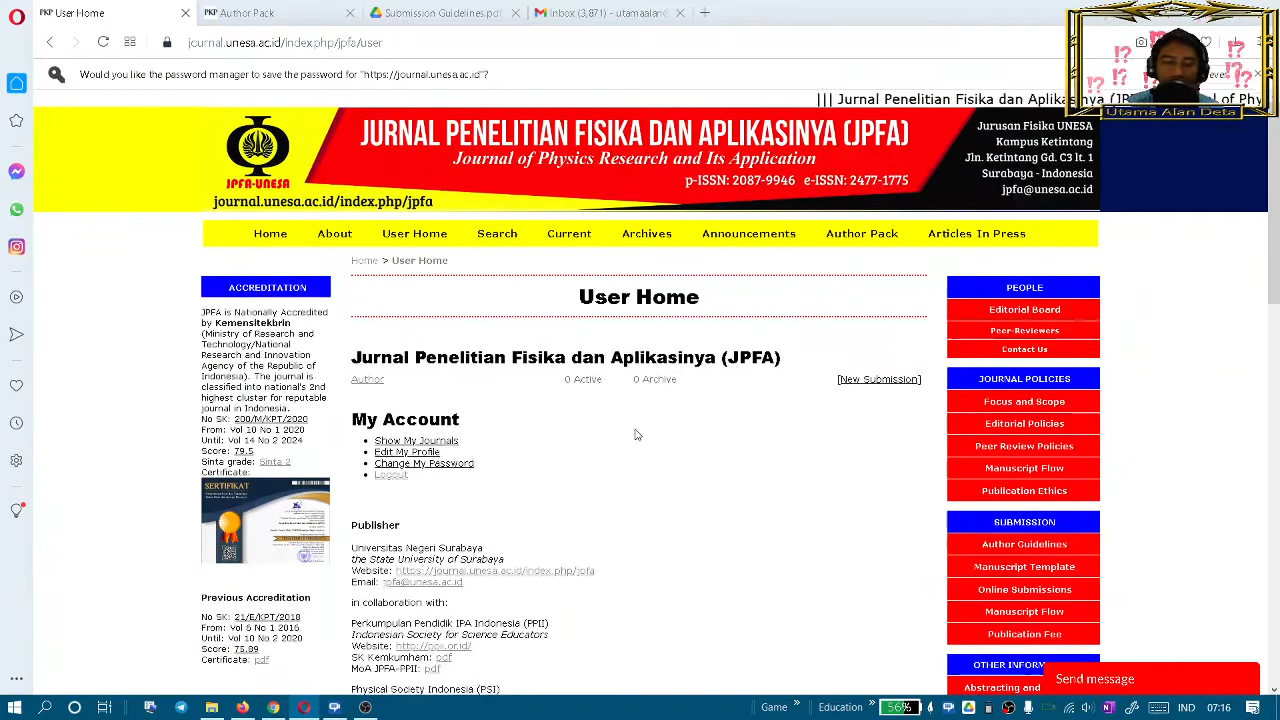 PKP User Home
PKP Author Pack
Submission Guidelines.pdf
Inbox (3,871) - utamaaland
journal.unesa.ac.id/index.php/jpfa/user
Would you like the password manager to save the password for "https://journal.unesa.ac.id"?
||| Jurnal Penelitian Fisika dan Aplikasinya (JP
Utama Alan Deta
JURNAL PENELITIAN FISIKA DAN APLIKASINYA (JPFA)
Journal of Physics Research and Its Application
p-ISSN: 2087-9946 e-ISSN: 2477-1775
JPFA-UNESA
journal.unesa.ac.id/index.php/jpfa
Jurusan Fisika UNESA
Kampus Ketintang
Jln. Ketintang Gd. C3 lt. 1
Surabaya - Indonesia
jpfa@unesa.ac.id
Home About User Home Search Current Archives Announcements Author Pack Articles In Press
Home > User Home
ACCREDITATION
JPFA is Nationally Accredited
by Kemensitekbrin
(Ministry of Rasearch and
Technology/National
Research and Innovation
Agency of Republic
Indonesia). The journal is
classified into national's 2nd
highest cluster for reputable
journal in Indonesia.
No SK: 200/M/KPT/2020
From: Vol 10 No 1 2020
Until: Vol 14 No 2 2024
Score: 79.5
Sinta grade: Sinta 2
Certificate:
SERTIFIKAT
Previous Accreditation
No SK: 21/E/KPT/2018
From: Vol 6 No 1 2016
Until: Vol 10 No 2 2020
Certificate: pdf
User Home
Jurnal Penelitian Fisika dan Aplikasinya (JPFA)
Author 0 Active 0 Archive [New Submission]
My Account
Show My Journals
Edit My Profile
Change My Password
Logout
Publisher
Universitas Negeri Surabaya
The State University of Surabaya
Website: https://journal.unesa.ac.id/index.php/jpfa
Email: jpfa@unesa.ac.id
in collaboration with:
Perkumpulan Pendidik IPA Indonesia (PPII)
Indonesian Society for Science Educators
Website: http://ppii.or.id/
SK Kemkumham: pdf
MoA JPFA-PPII: pdf
Indonesia (PSI)
PEOPLE
Editorial Board
Peer-Reviewers
Contact Us
JOURNAL POLICIES
Focus and Scope
Editorial Policies
Peer Review Policies
Manuscript Flow
Publication Ethics
SUBMISSION
Author Guidelines
Manuscript Template
Online Submissions
Manuscript Flow
Publication Fee
OTHER INFORM
Abstracting and
Send message
Game Education 56% IND 07:16